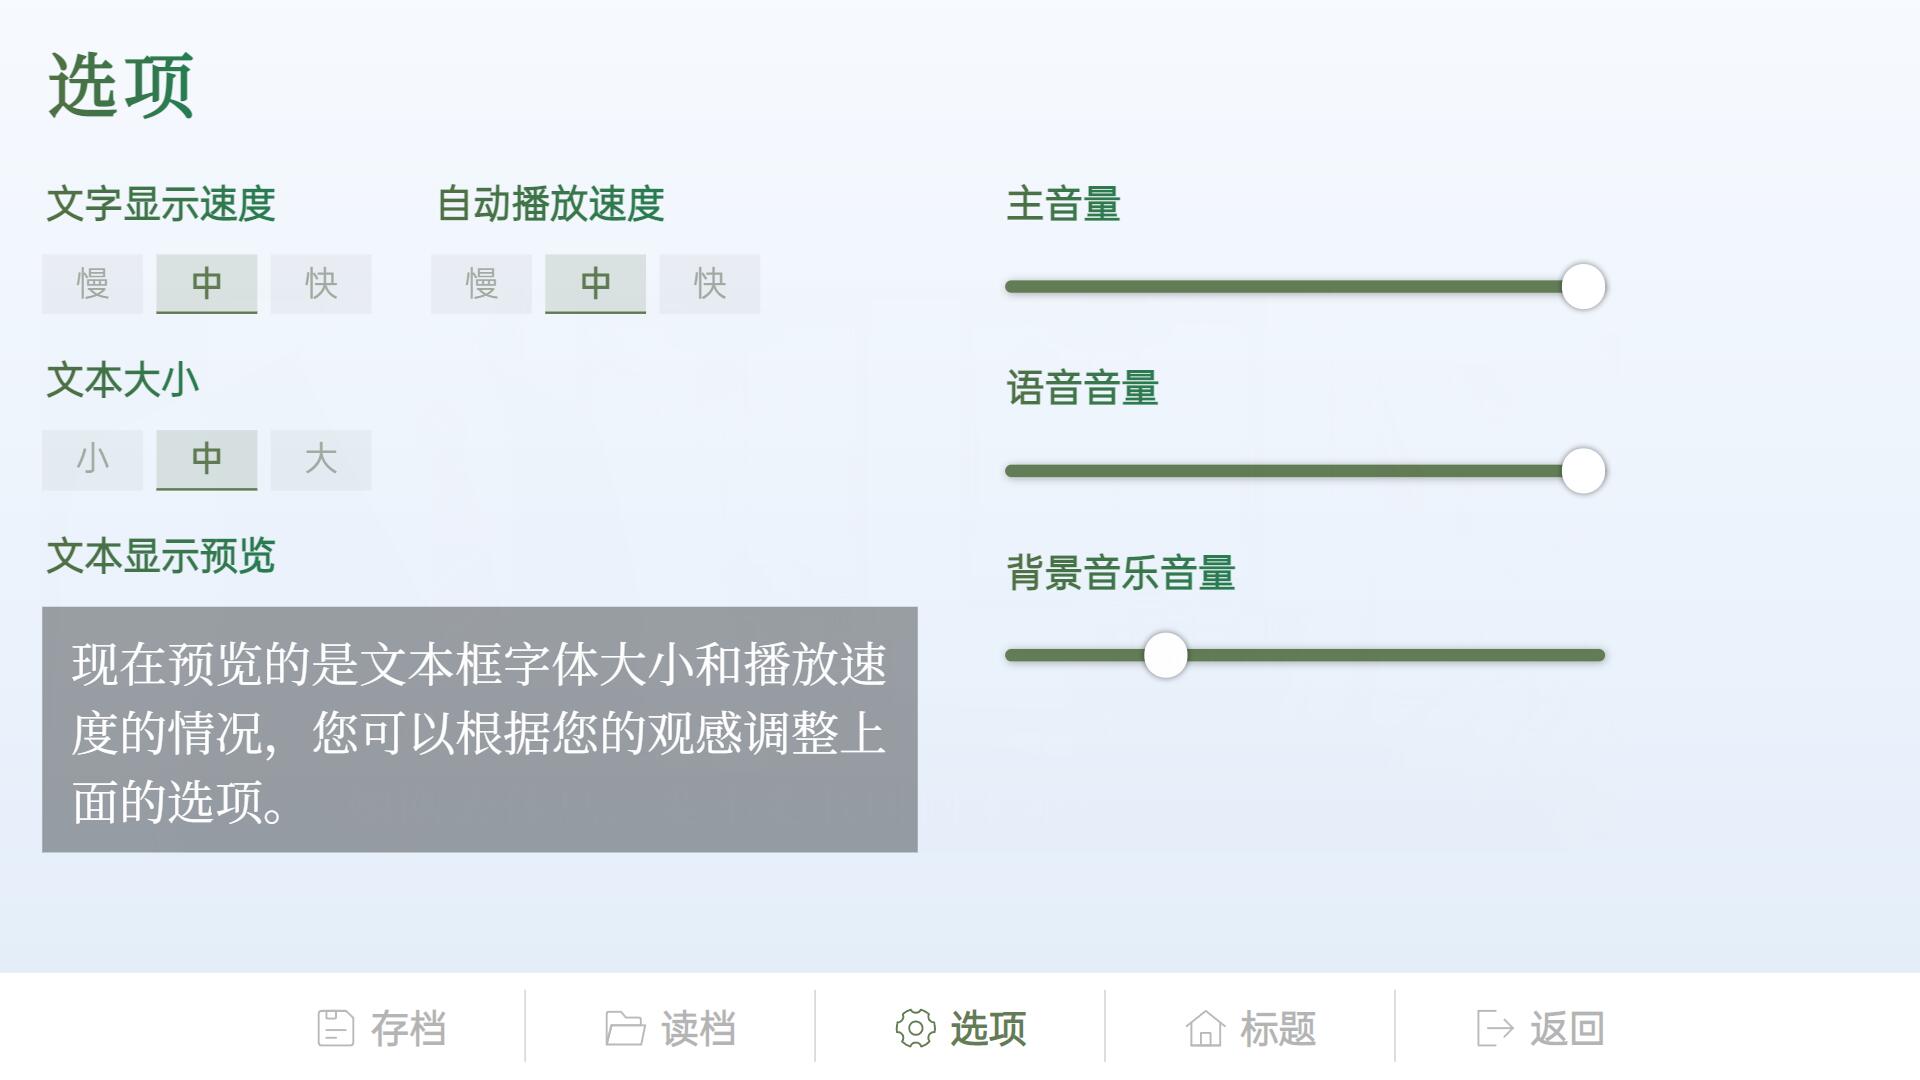 选项
文字显示速度
慢 中 快
自动播放速度
慢 中 快
文本大小
小 中 大
文本显示预览
现在预览的是文本框字体大小和播放速
度的情况，您可以根据您的观感调整上
面的选项。
主音量
语音音量
背景音乐音量
存档 读档 选项 标题 返回